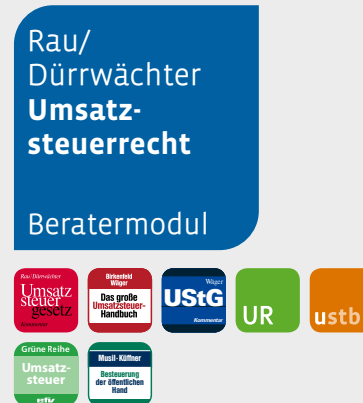 Rau/
Dürrwächter
Umsatz-
steuerrecht
Beratermodul
Rau/Dürrwächter
Umsatz
steuer
gesetz
Kommentar
Birkenfeld
Wäger
Das große
Umsatzsteuer-
Handbuch
Wäger
UStG
Kommentar
UR
ustb
Grüne Reihe
Umsatz-
steuer
efv
Musil·Küffner
Besteuerung
der öffentlichen
Hand